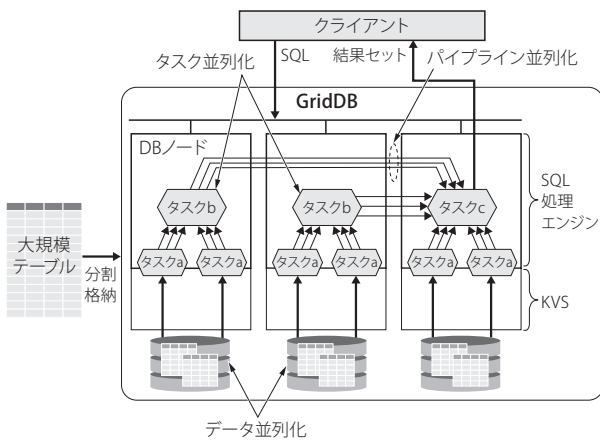 クライアント
タスク並列化
SQL
結果セット
パイプライン並列化
GridDB
DBノード
タスクb
タスクb
タスクc
SQL
処理
エンジン
大規模
テーブル
分割
格納
タスクa
タスクa
タスクa
タスクa
タスクa
タスクa
KVS
データ並列化